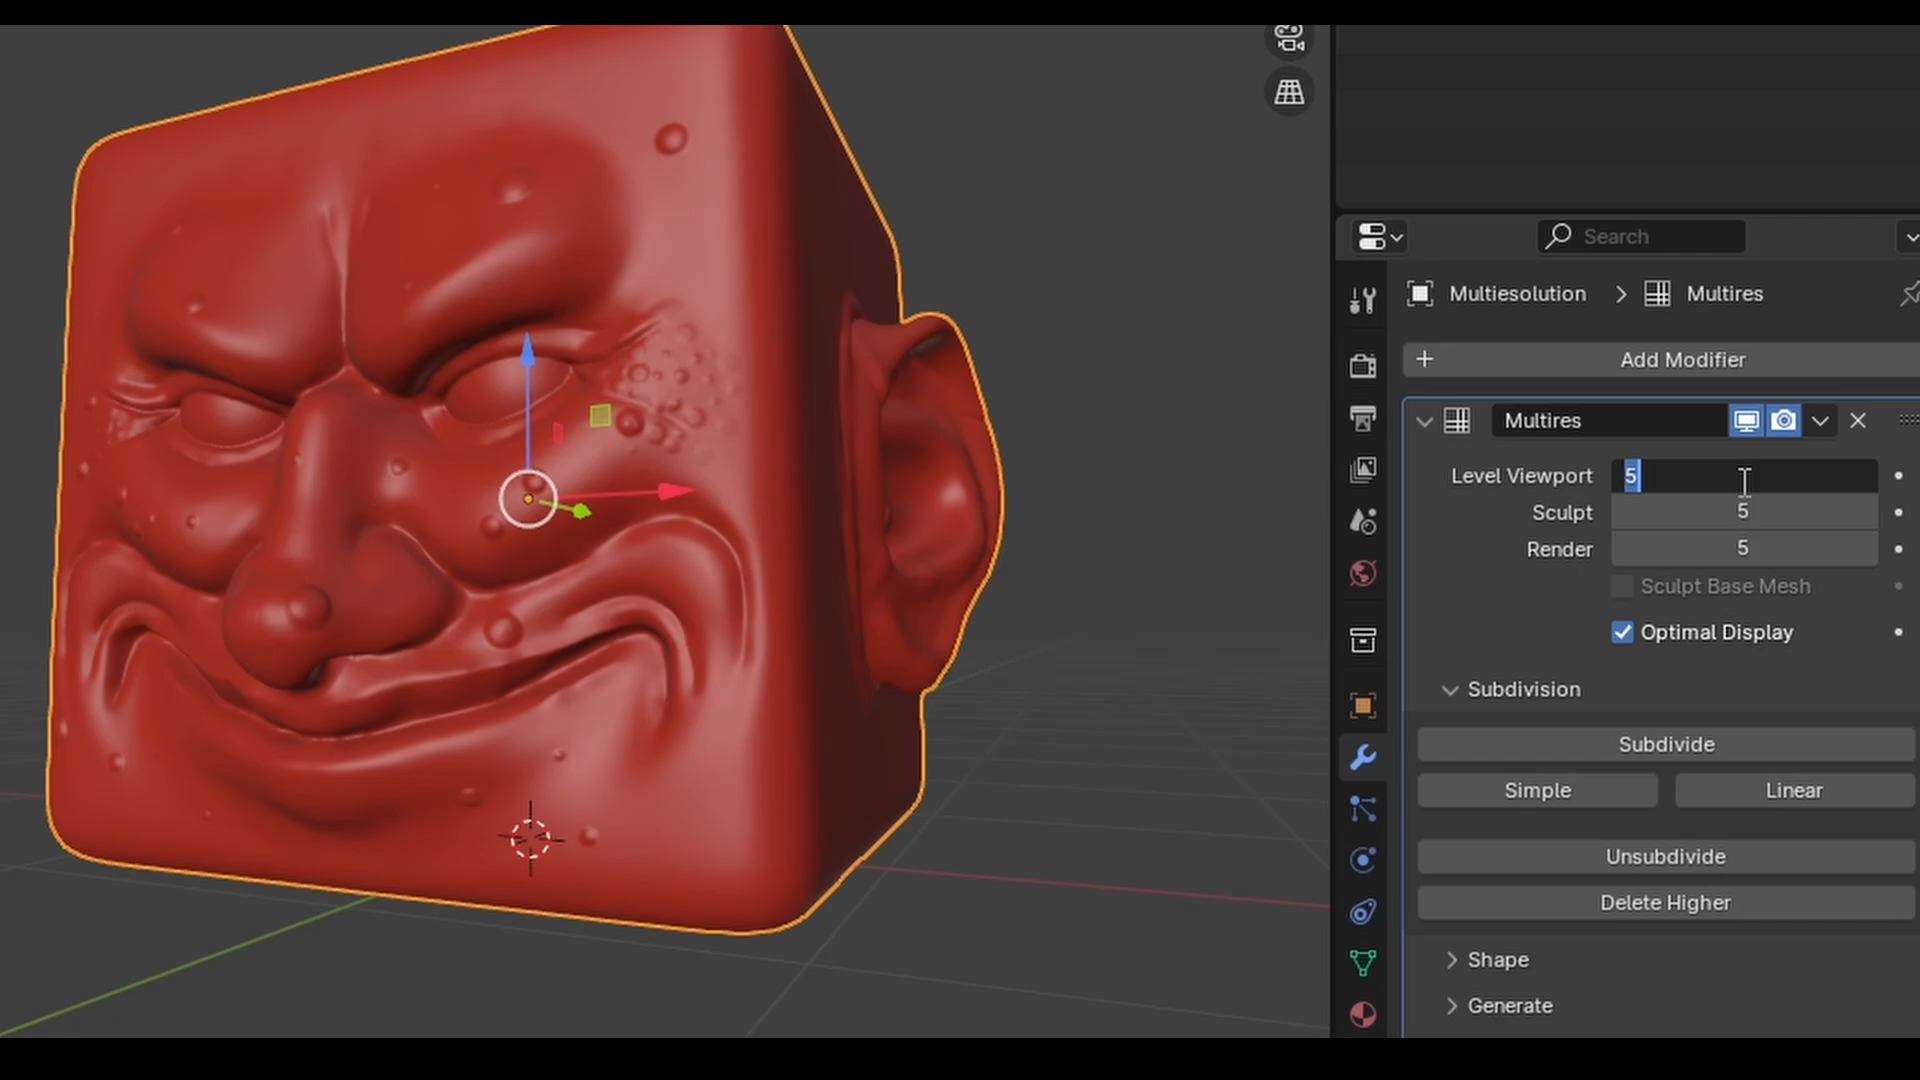 Search
Multiesolution > Multires
+ Add Modifier
Multires
Level Viewport 5
Sculpt 5
Render 5
Sculpt Base Mesh
Optimal Display
Subdivision
Subdivide
Simple Linear
Unsubdivide
Delete Higher
Shape
Generate